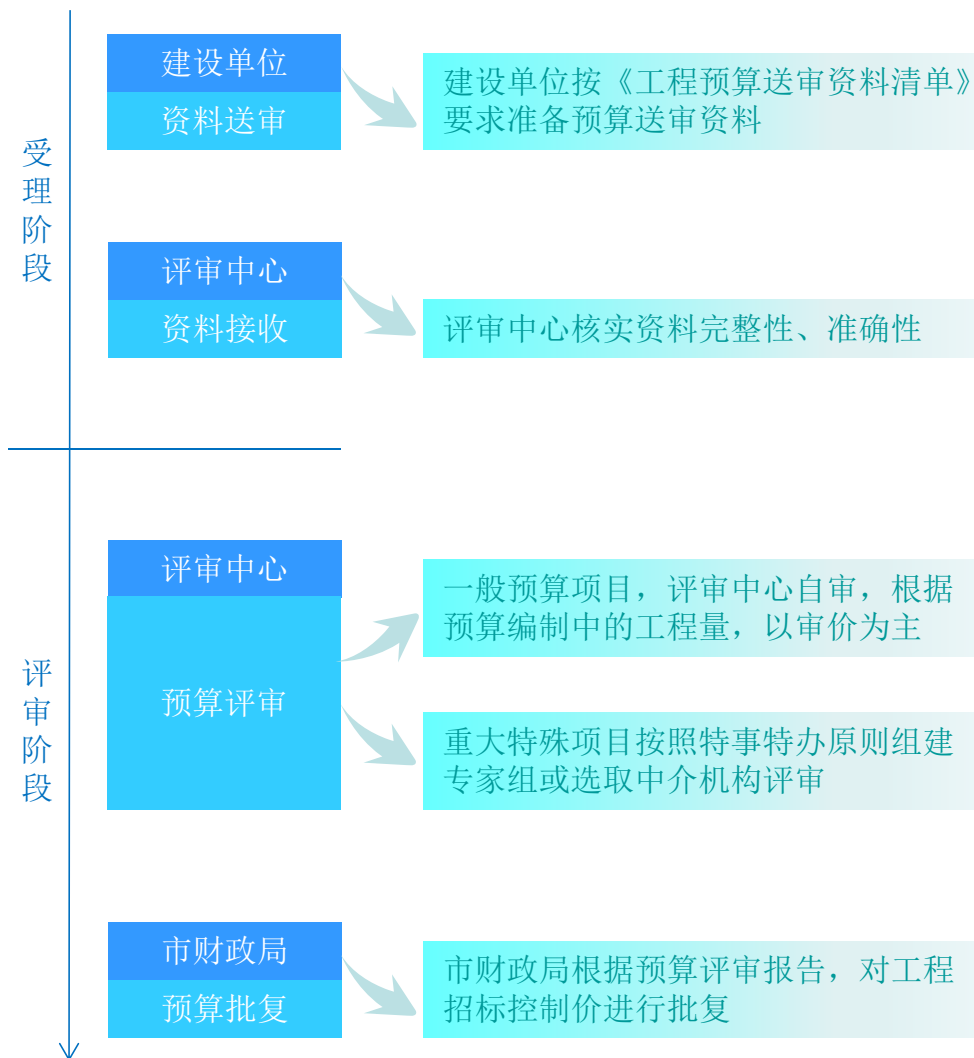 受理阶段
建设单位
资料送审
建设单位按《工程预算送审资料清单》
要求准备预算送审资料
评审中心
资料接收
评审中心核实资料完整性、准确性
评审阶段
评审中心
预算评审
一般预算项目，评审中心自审，根据
预算编制中的工程量，以审价为主
重大特殊项目按照特事特办原则组建
专家组或选取中介机构评审
市财政局
预算批复
市财政局根据预算评审报告，对工程
招标控制价进行批复